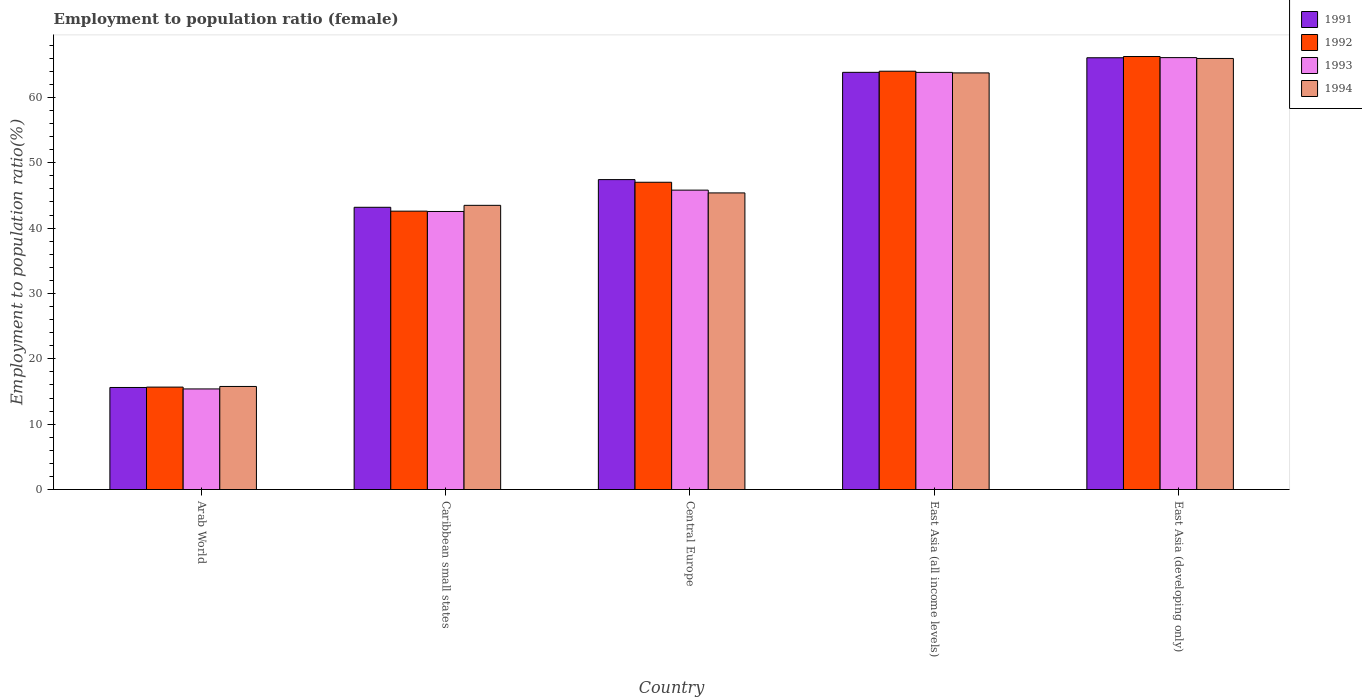 Employment to population ratio (female)
1991
1992
1993
1994
Employment to population ratio(%)
60
50
40
30
20
10
0
Arab World
Caribbean small states
Central Europe
East Asia (all income levels)
East Asia (developing only)
Country